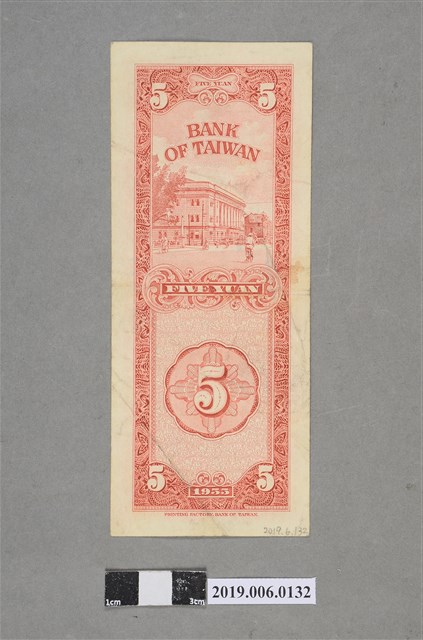 5 FIVE YUAN 5
BANK
OF TAIWAN
FIVE YUAN
5
5 1955 5
PRINTING FACTORY, BANK OF TAIWAN
2019.6.132
1cm 3cm 2019.006.0132